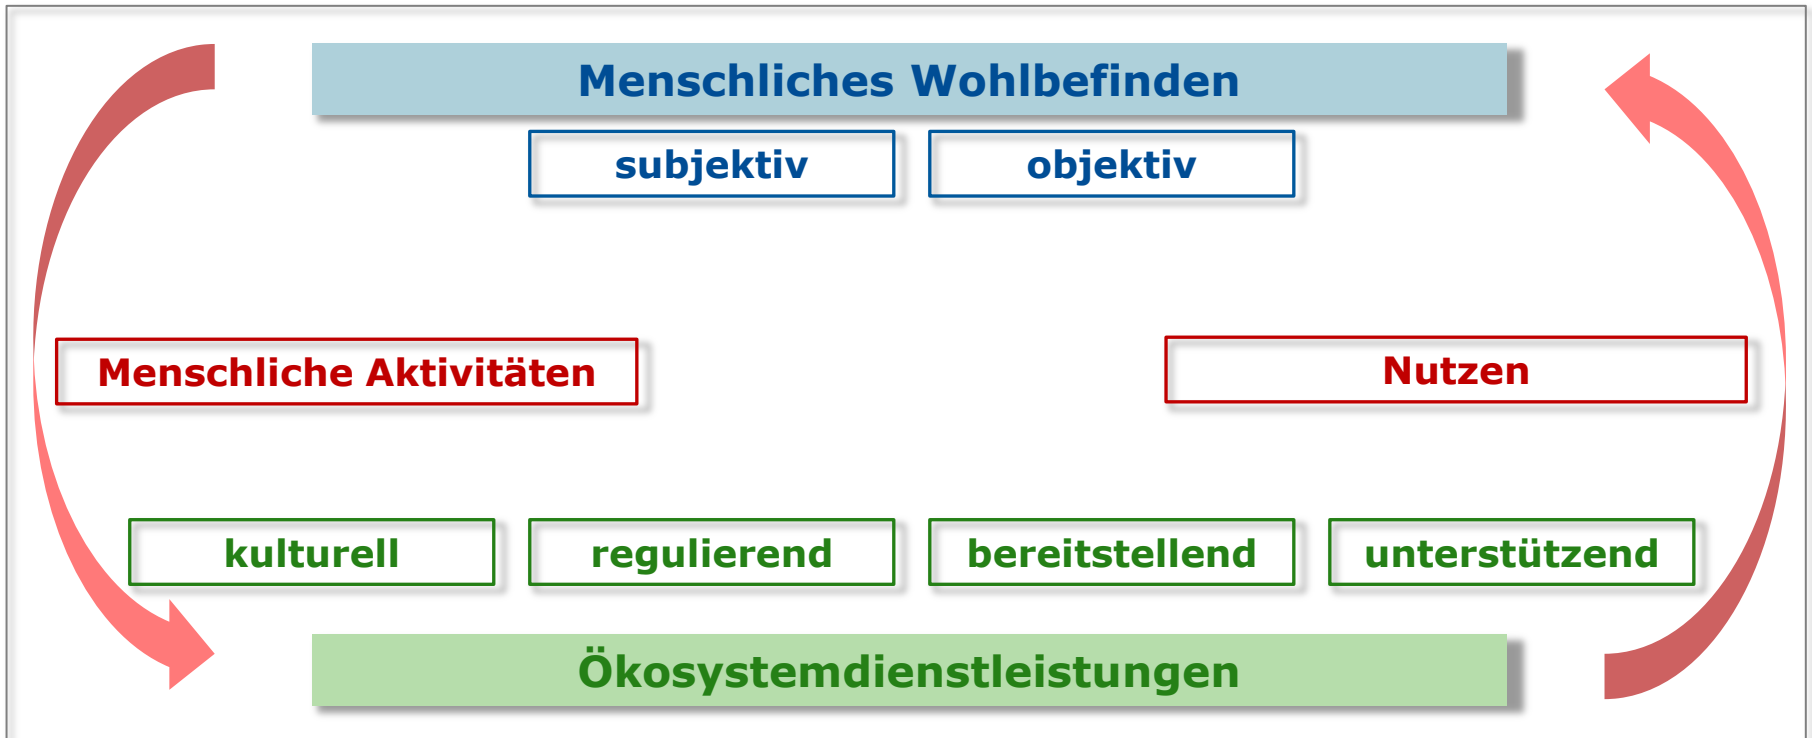 Menschliches Wohlbefinden
subjektiv
objektiv
Menschliche Aktivitäten
Nutzen
kulturell
regulierend
bereitstellend
unterstützend
Ökosystemdienstleistungen